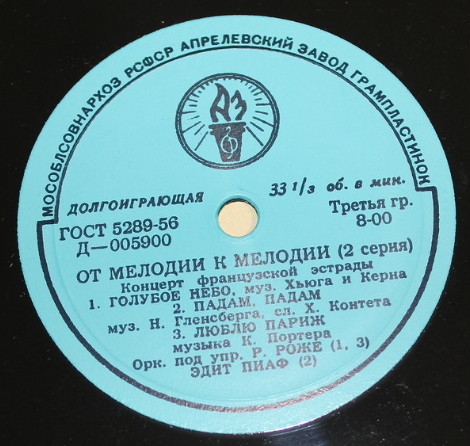 МОСОБЛСОВНАРХОЗ РСФСР АПРЕЛЕВСКИЙ ЗАВОД ГРАМПЛАСТИНОК
АЗ
ДОЛГОИГРАЮЩАЯ
33 1/3 об. в мин.
ГОСТ 5289-56
Третья гр.
Д—005900
8-00
ОТ МЕЛОДИИ К МЕЛОДИИ (2 серия)
Концерт французской эстрады
1. ГОЛУБОЕ НЕБО, муз. Хьюга и Керна
2. ПАДАМ, ПАДАМ
муз. Н. Гленсберга, сл. Х. Контета
3. ЛЮБЛЮ ПАРИЖ
музыка К. Портера
Орк. под упр. Р. РОЖЕ (1, 3)
ЭДИТ ПИАФ (2)